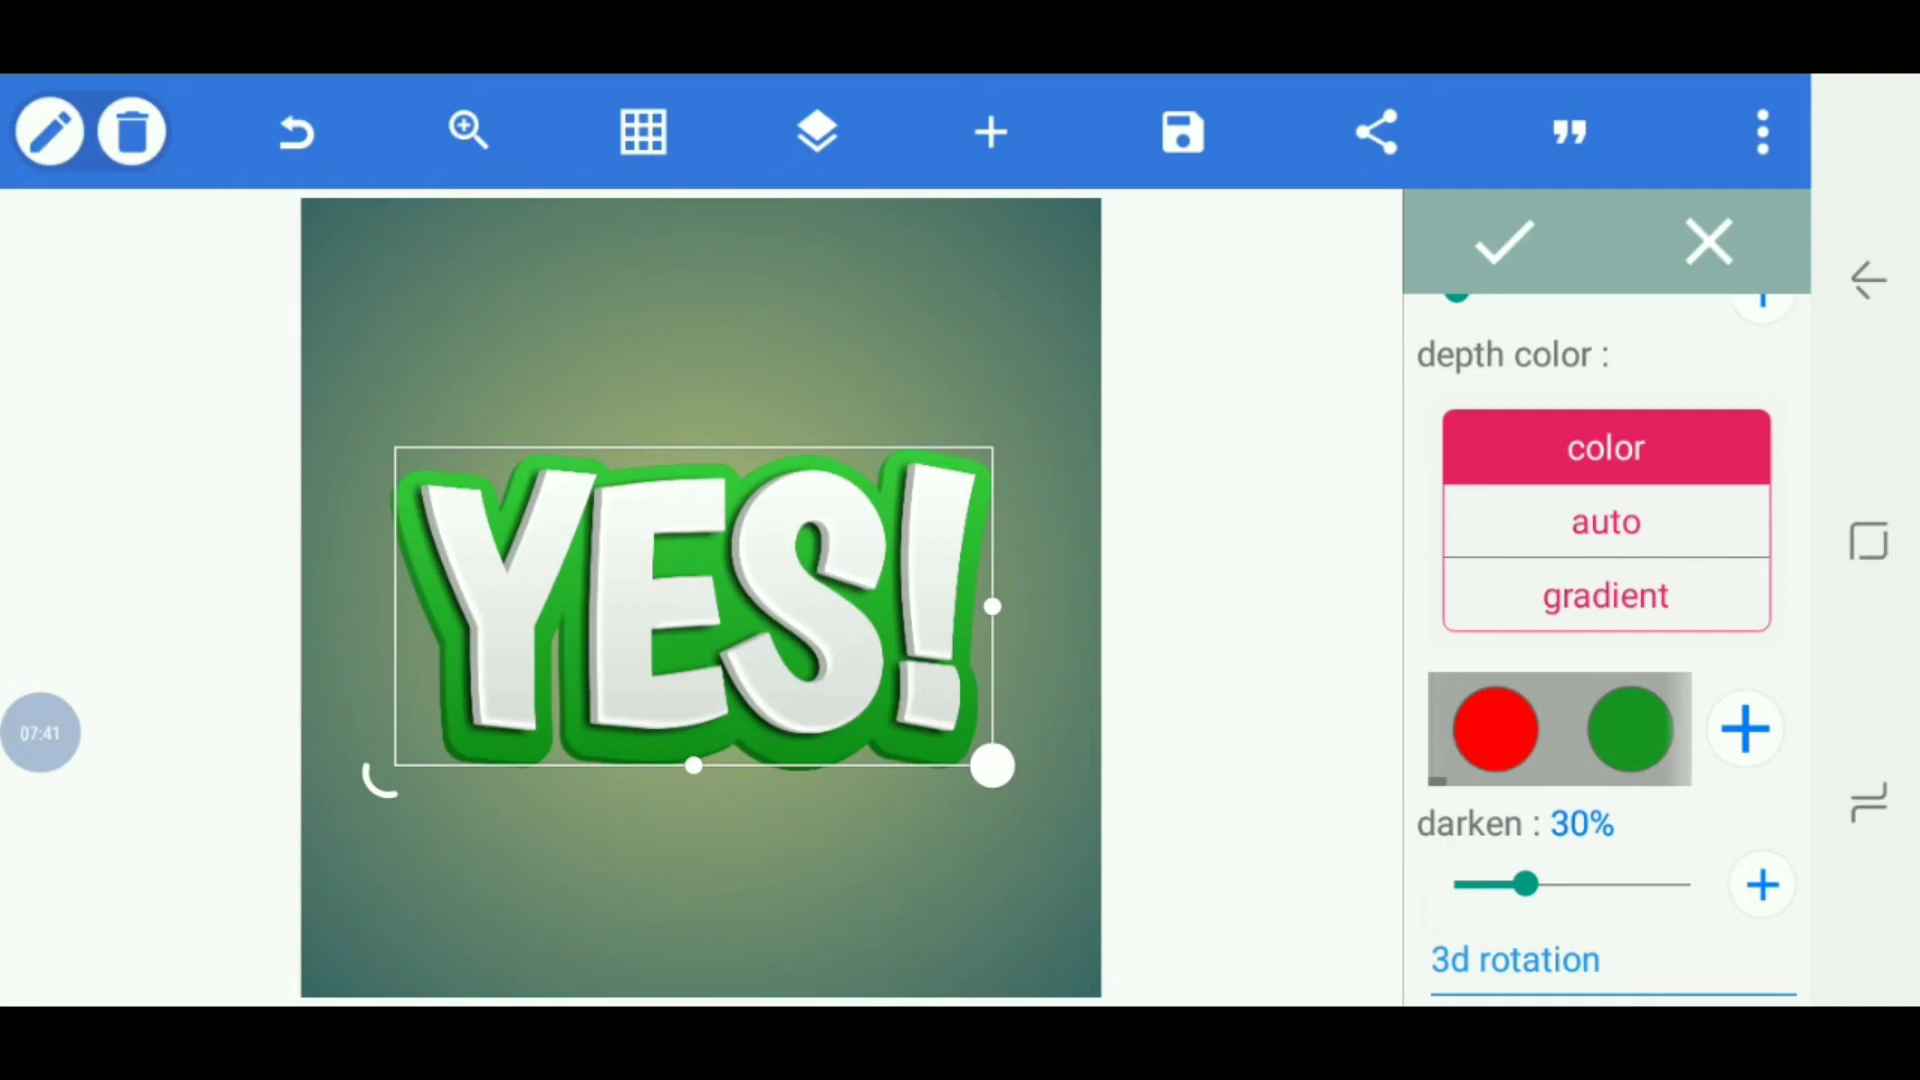 depth color :
color
auto
gradient
YES!
07:41
darken : 30%
3d rotation